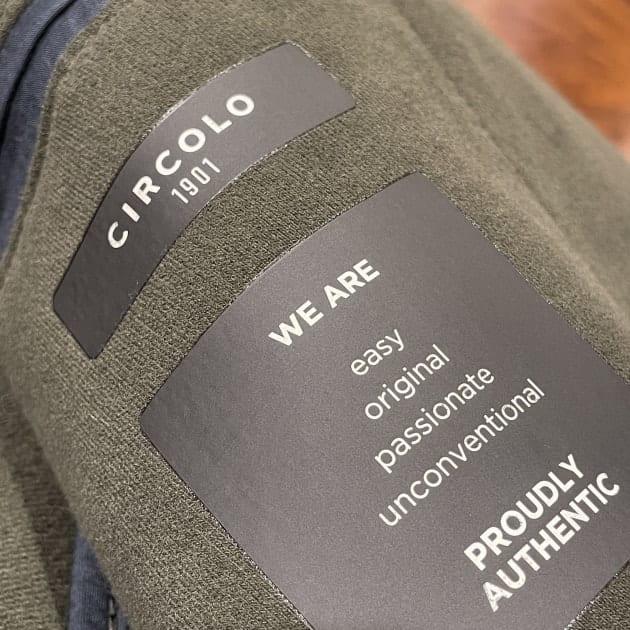 CIRCOLO
1901
WE ARE
easy
original
passionate
unconventional
PROUDLY
AUTHENTIC